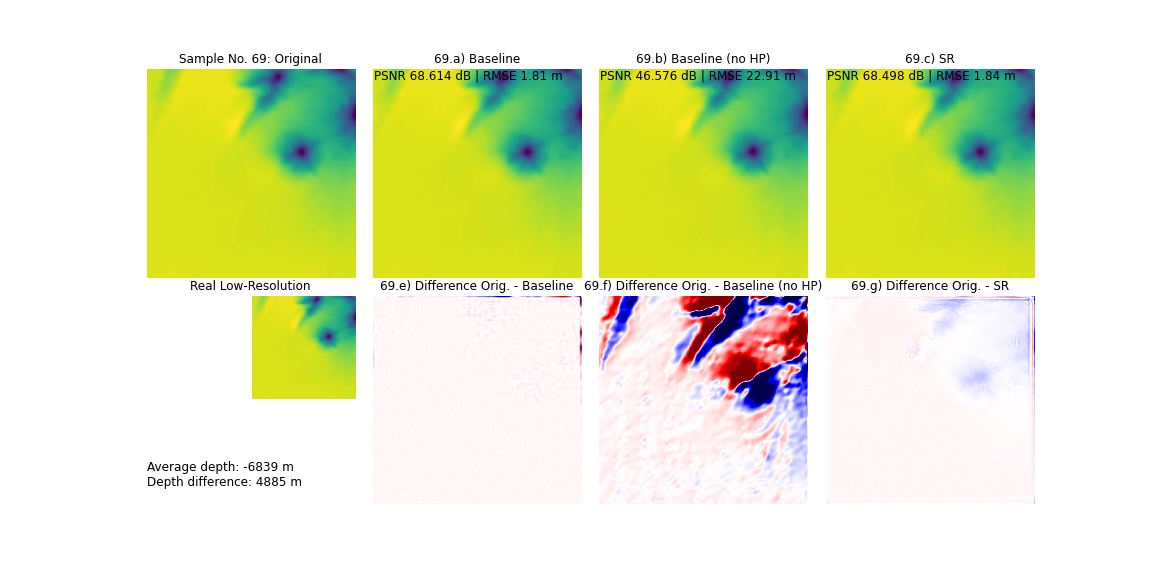 Sample No. 69: Original
69.a) Baseline
69.b) Baseline (no HP)
69.c) SR
PSNR 68.614 dB | RMSE 1.81 m
PSNR 46.576 dB | RMSE 22.91 m
PSNR 68.498 dB | RMSE 1.84 m
Real Low-Resolution
69.e) Difference Orig. - Baseline
69.f) Difference Orig. - Baseline (no HP)
69.g) Difference Orig. - SR
Average depth: -6839 m
Depth difference: 4885 m